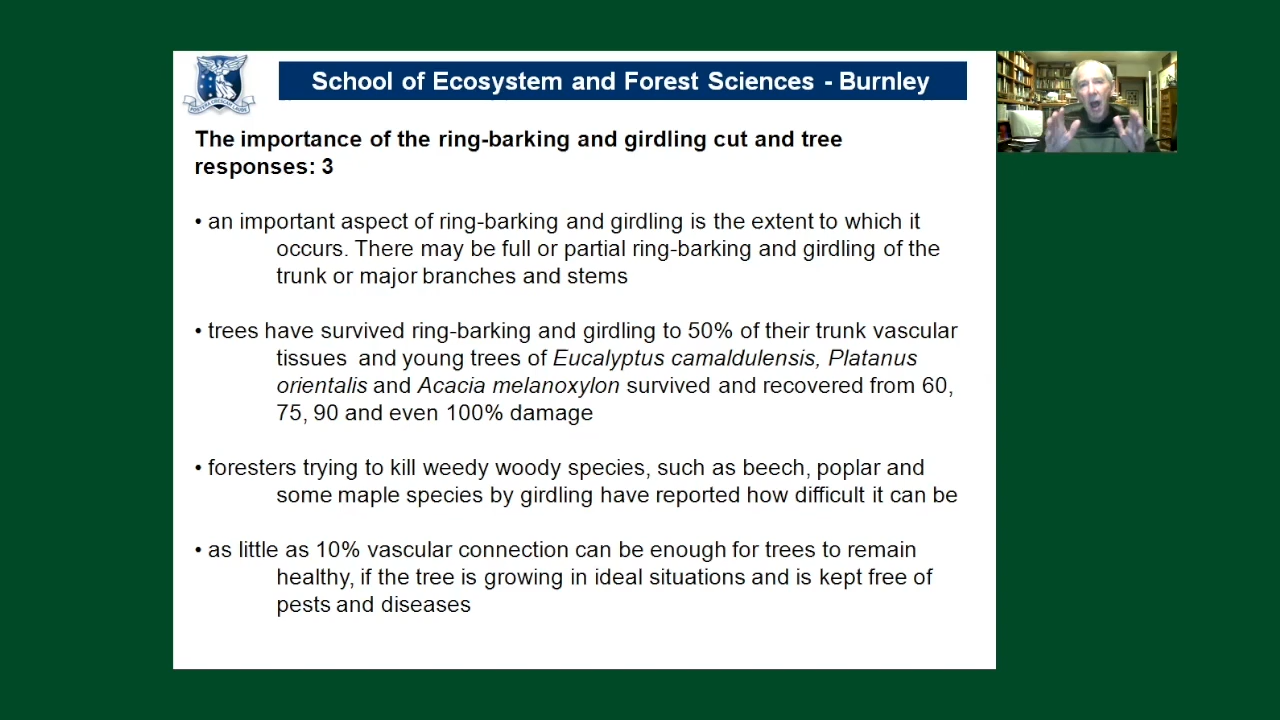 School of Ecosystem and Forest Sciences - Burnley
The importance of the ring-barking and girdling cut and tree
responses: 3
• an important aspect of ring-barking and girdling is the extent to which it
occurs. There may be full or partial ring-barking and girdling of the
trunk or major branches and stems
• trees have survived ring-barking and girdling to 50% of their trunk vascular
tissues and young trees of Eucalyptus camaldulensis, Platanus
orientalis and Acacia melanoxylon survived and recovered from 60,
75, 90 and even 100% damage
• foresters trying to kill weedy woody species, such as beech, poplar and
some maple species by girdling have reported how difficult it can be
• as little as 10% vascular connection can be enough for trees to remain
healthy, if the tree is growing in ideal situations and is kept free of
pests and diseases